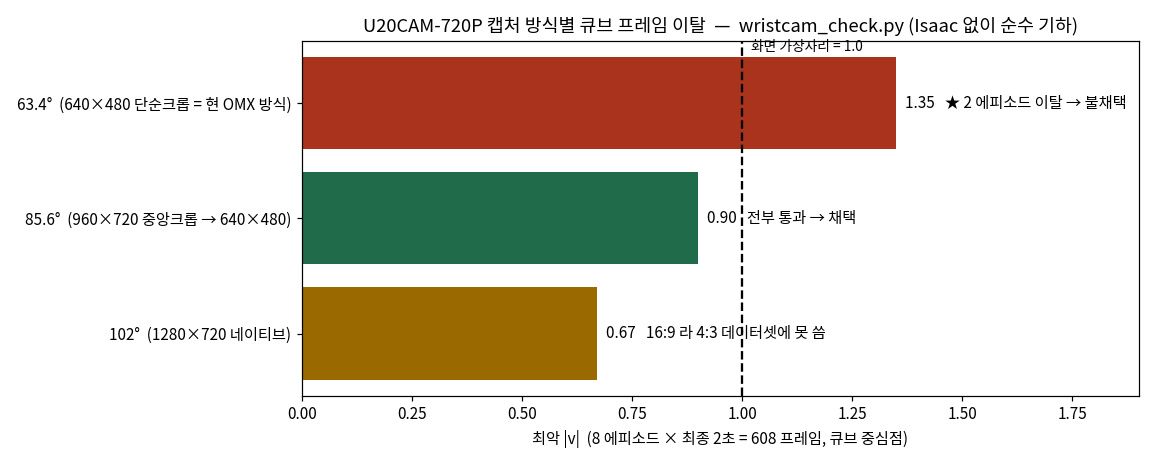 U20CAM-720P 캡처 방식별 큐브 프레임 이탈 — wristcam_check.py (Isaac 없이 순수 기하)
화면 가장자리 = 1.0
63.4° (640×480 단순크롭 = 현 OMX 방식)
1.35 ★ 2 에피소드 이탈 → 불채택
85.6° (960×720 중앙크롭 → 640×480)
0.90 전부 통과 → 채택
102° (1280×720 네이티브)
0.67 16:9 라 4:3 데이터셋에 못 씀
0.00 0.25 0.50 0.75 1.00 1.25 1.50 1.75
최악 |v| (8 에피소드 × 최종 2초 = 608 프레임, 큐브 중심점)